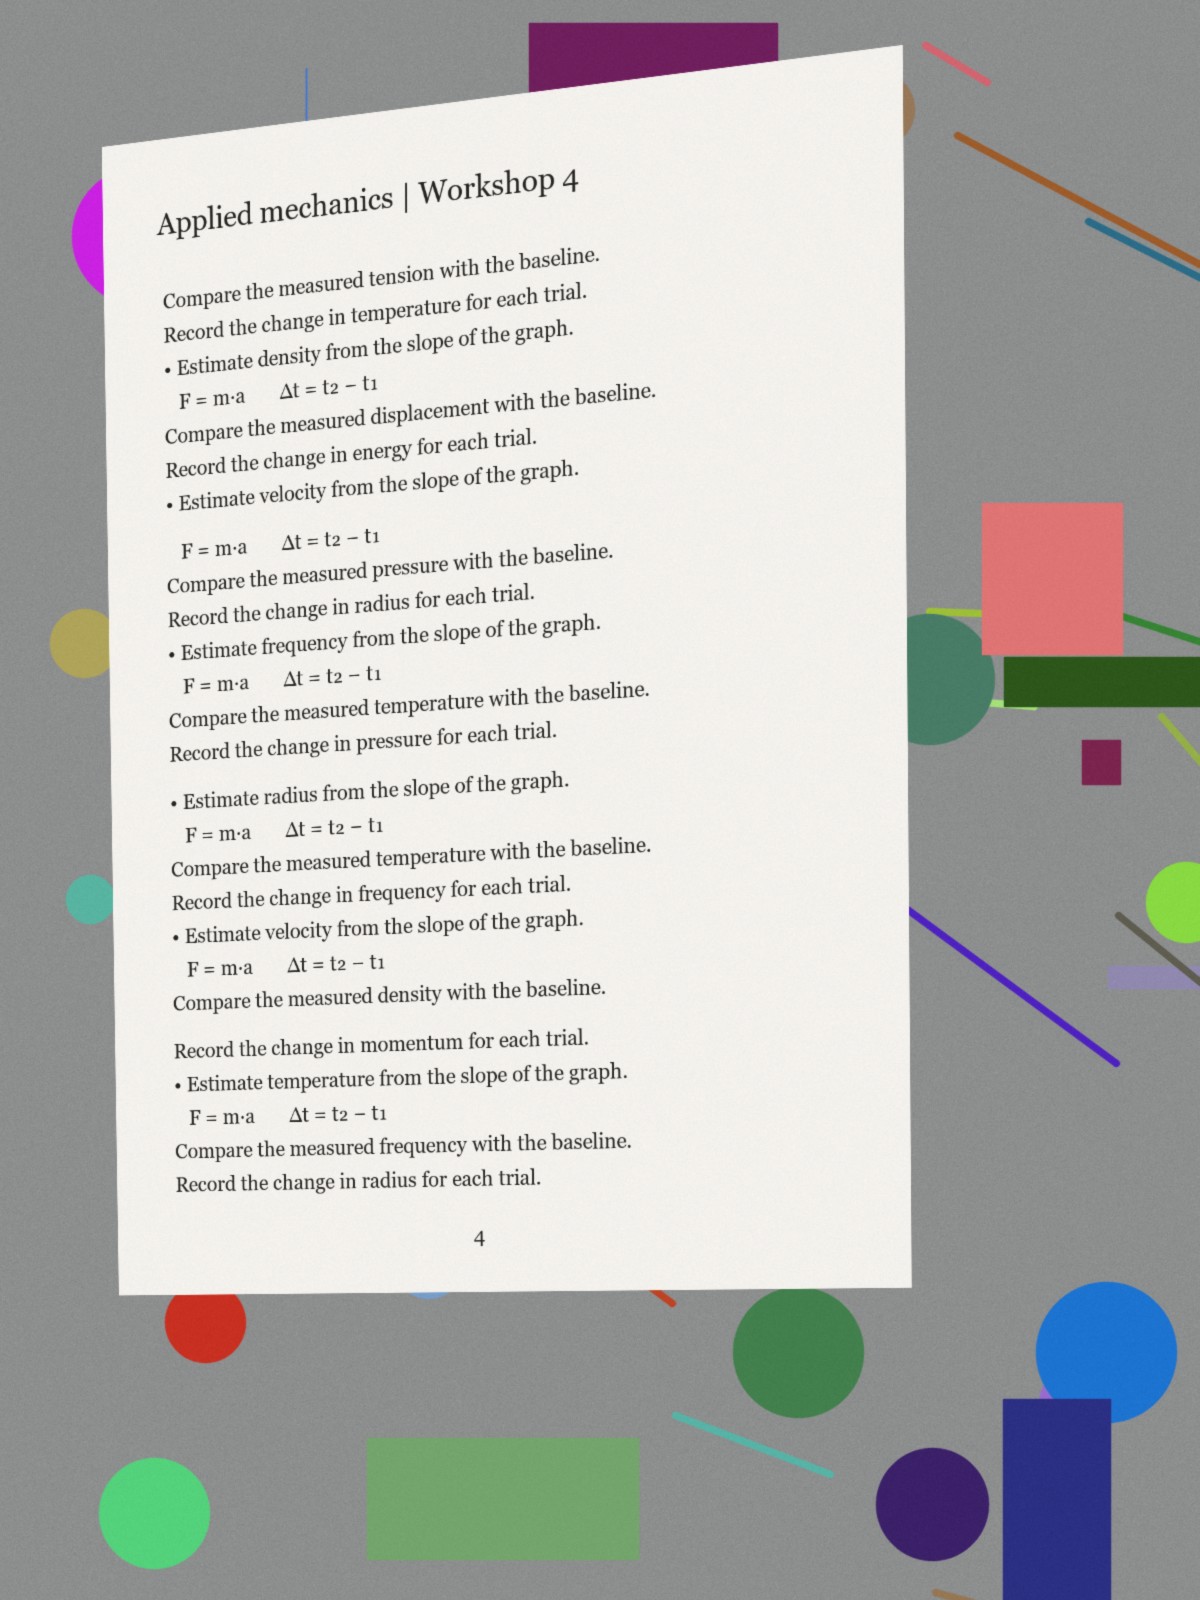 Applied mechanics | Workshop 4
Compare the measured tension with the baseline.
Record the change in temperature for each trial.
• Estimate density from the slope of the graph.
F = m·a Δt = t2 − t1
Compare the measured displacement with the baseline.
Record the change in energy for each trial.
• Estimate velocity from the slope of the graph.
F = m·a Δt = t2 − t1
Compare the measured pressure with the baseline.
Record the change in radius for each trial.
• Estimate frequency from the slope of the graph.
F = m·a Δt = t2 − t1
Compare the measured temperature with the baseline.
Record the change in pressure for each trial.
• Estimate radius from the slope of the graph.
F = m·a Δt = t2 − t1
Compare the measured temperature with the baseline.
Record the change in frequency for each trial.
• Estimate velocity from the slope of the graph.
F = m·a Δt = t2 − t1
Compare the measured density with the baseline.
Record the change in momentum for each trial.
• Estimate temperature from the slope of the graph.
F = m·a Δt = t2 − t1
Compare the measured frequency with the baseline.
Record the change in radius for each trial.
4